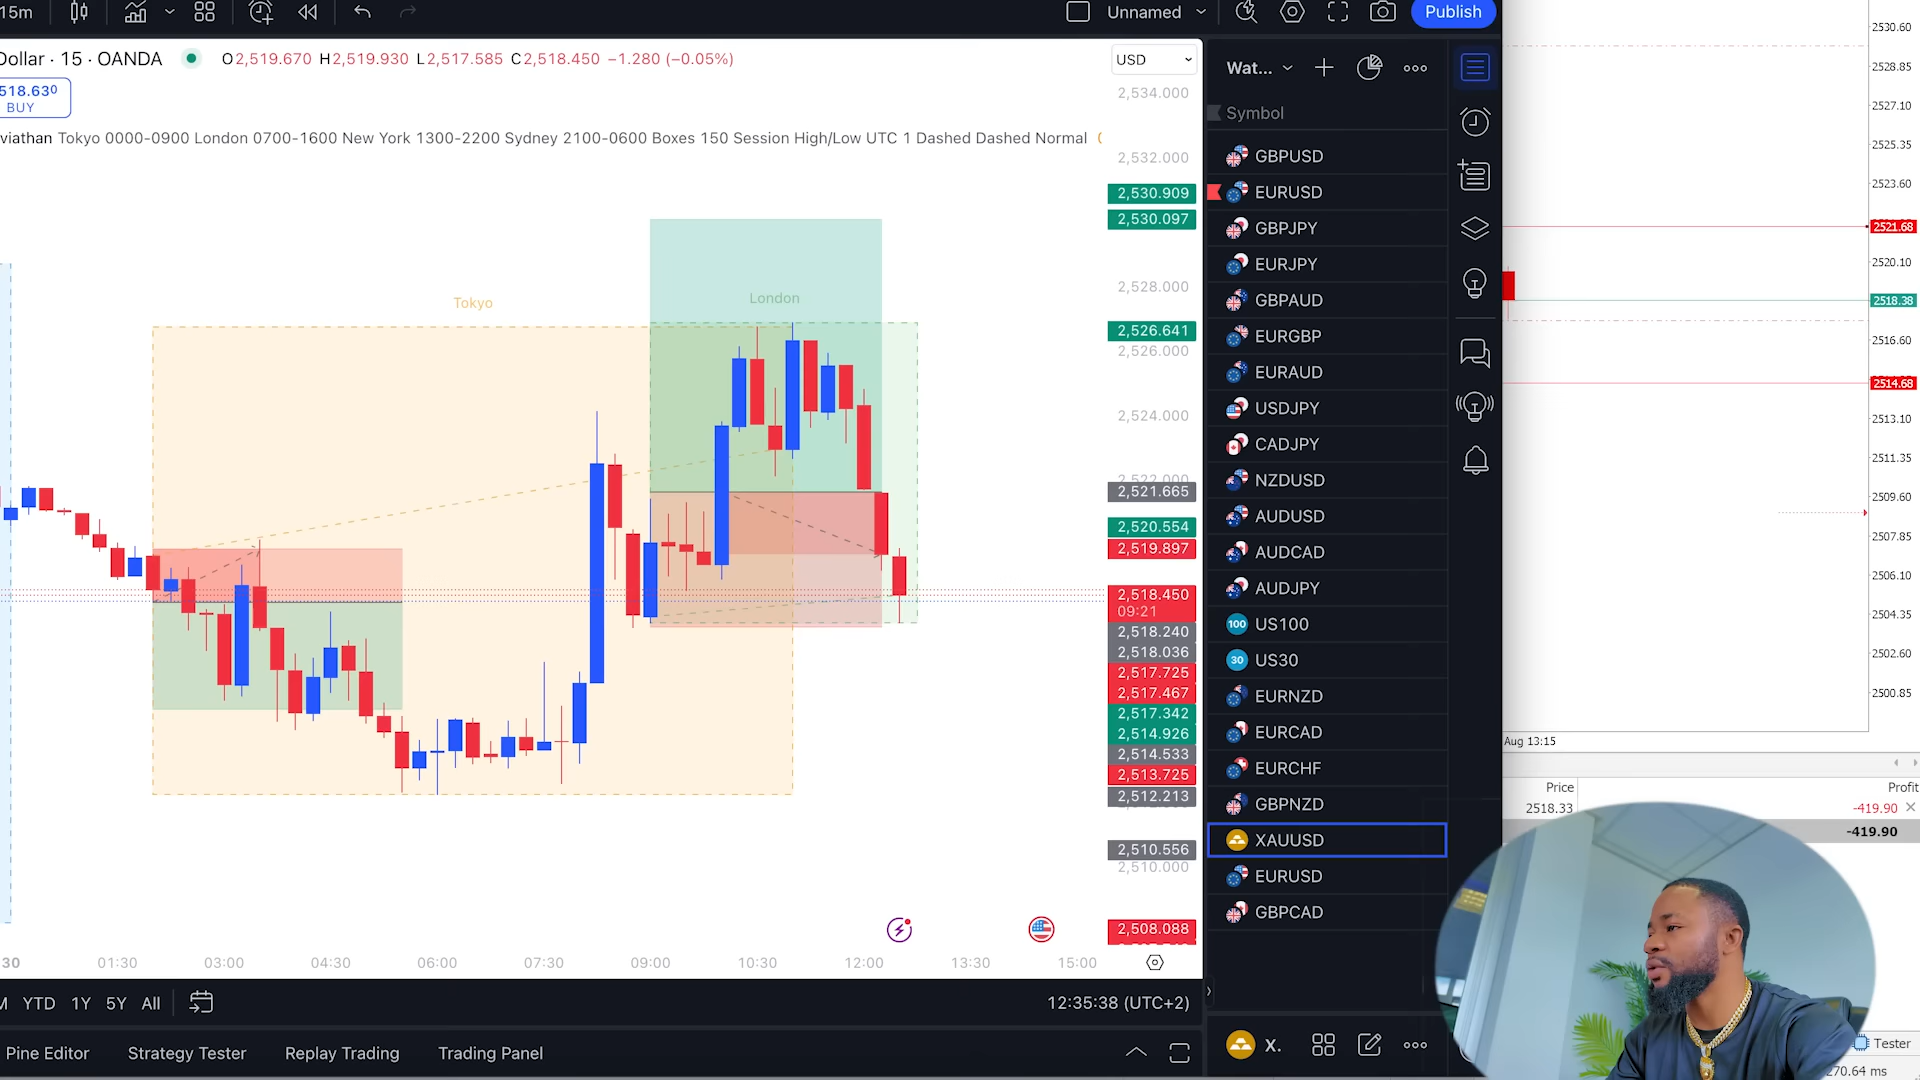 15m
Unnamed
Publish
Dollar · 15 · OANDA
O2,519.670 H2,519.930 L2,517.585 C2,518.450 −1.280 (−0.05%)
USD
518.630
BUY
viathan Tokyo 0000-0900 London 0700-1600 New York 1300-2200 Sydney 2100-0600 Boxes 150 Session High/Low UTC 1 Dashed Dashed Normal
Tokyo
London
2,534.000
2,532.000
2,530.909
2,530.097
2,528.000
2,526.641
2,526.000
2,524.000
2,522.000
2,521.665
2,520.554
2,519.897
2,518.450
09:21
2,518.240
2,518.036
2,517.725
2,517.467
2,517.342
2,514.926
2,514.533
2,513.725
2,512.213
2,510.556
2,510.000
2,508.088
30
01:30
03:00
04:30
06:00
07:30
09:00
10:30
12:00
13:30
15:00
M YTD 1Y 5Y All
12:35:38 (UTC+2)
Pine Editor
Strategy Tester
Replay Trading
Trading Panel
Wat...
Symbol
GBPUSD
EURUSD
GBPJPY
EURJPY
GBPAUD
EURGBP
EURAUD
USDJPY
CADJPY
NZDUSD
AUDUSD
AUDCAD
AUDJPY
100 US100
30 US30
EURNZD
EURCAD
EURCHF
GBPNZD
XAUUSD
EURUSD
GBPCAD
X.
2530.60
2528.85
2527.10
2525.35
2523.60
2521.68
2520.10
2518.38
2516.60
2514.68
2513.10
2511.35
2509.60
2507.85
2506.10
2504.35
2502.60
2500.85
Aug 13:15
Price
Profit
2518.33
-419.90
-419.90
Tester
270.64 ms